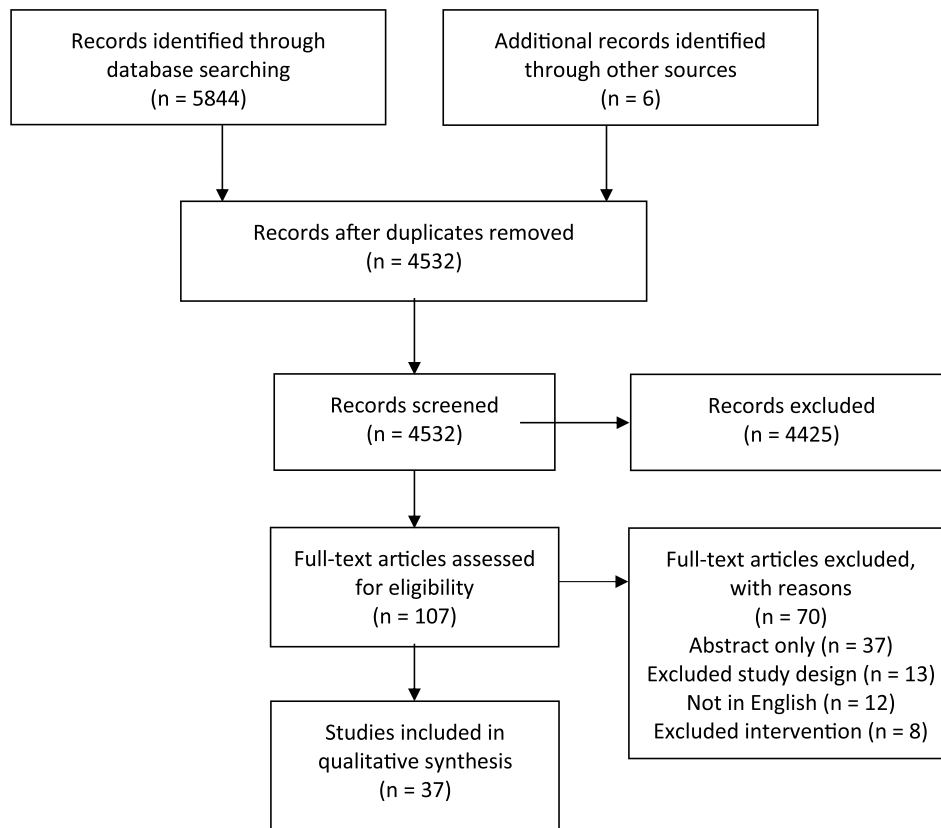 Records identified through
database searching
(n = 5844)
Additional records identified
through other sources
(n = 6)
Records after duplicates removed
(n = 4532)
Records screened
(n = 4532)
Records excluded
(n = 4425)
Full-text articles assessed
for eligibility
(n = 107)
Full-text articles excluded,
with reasons
(n = 70)
Abstract only (n = 37)
Excluded study design (n = 13)
Not in English (n = 12)
Excluded intervention (n = 8)
Studies included in
qualitative synthesis
(n = 37)